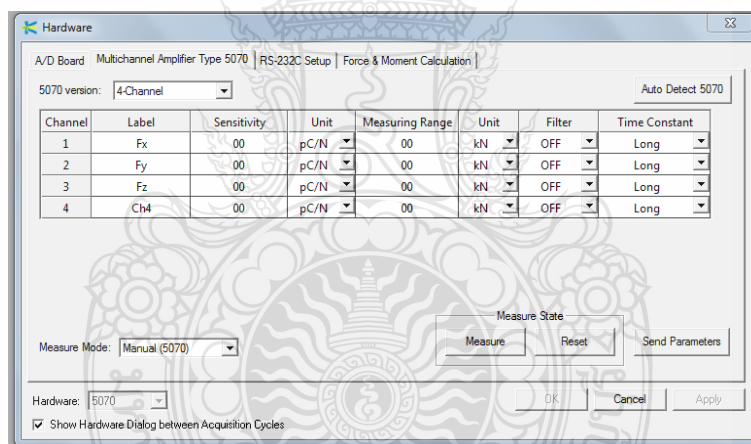 Hardware
A/D Board Multichannel Amplifier Type 5070 RS-232C Setup Force & Moment Calculation
5070 version: 4-Channel Auto Detect 5070
Channel Label Sensitivity Unit Measuring Range Unit Filter Time Constant
1 Fx 00 pC/N 00 kN OFF Long
2 Fy 00 pC/N 00 kN OFF Long
3 Fz 00 pC/N 00 kN OFF Long
4 Ch4 00 pC/N 00 kN OFF Long
Measure State
Measure Mode: Manual (5070) Measure Reset Send Parameters
Hardware: 5070 OK Cancel Apply
Show Hardware Dialog between Acquisition Cycles